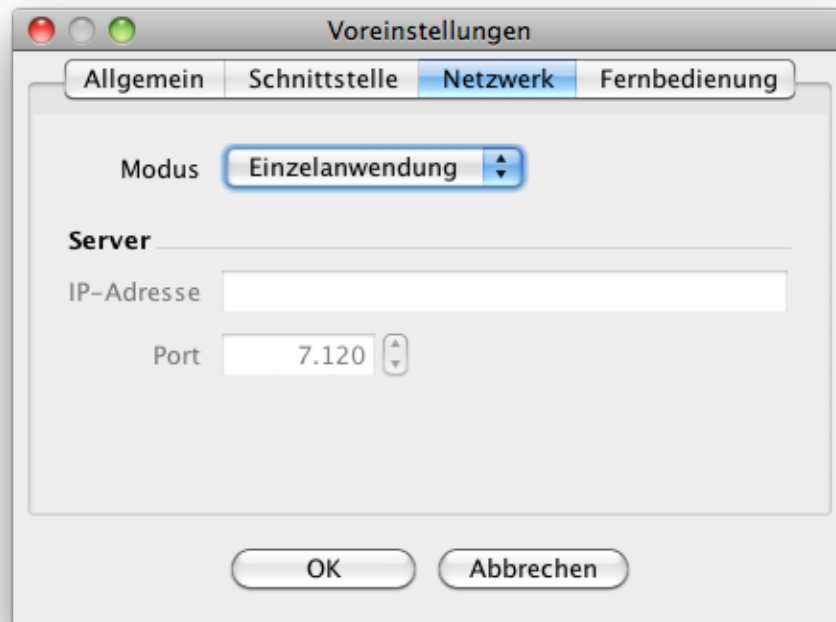 Voreinstellungen
Allgemein Schnittstelle Netzwerk Fernbedienung
Modus Einzelanwendung
Server
IP-Adresse
Port 7.120
OK Abbrechen